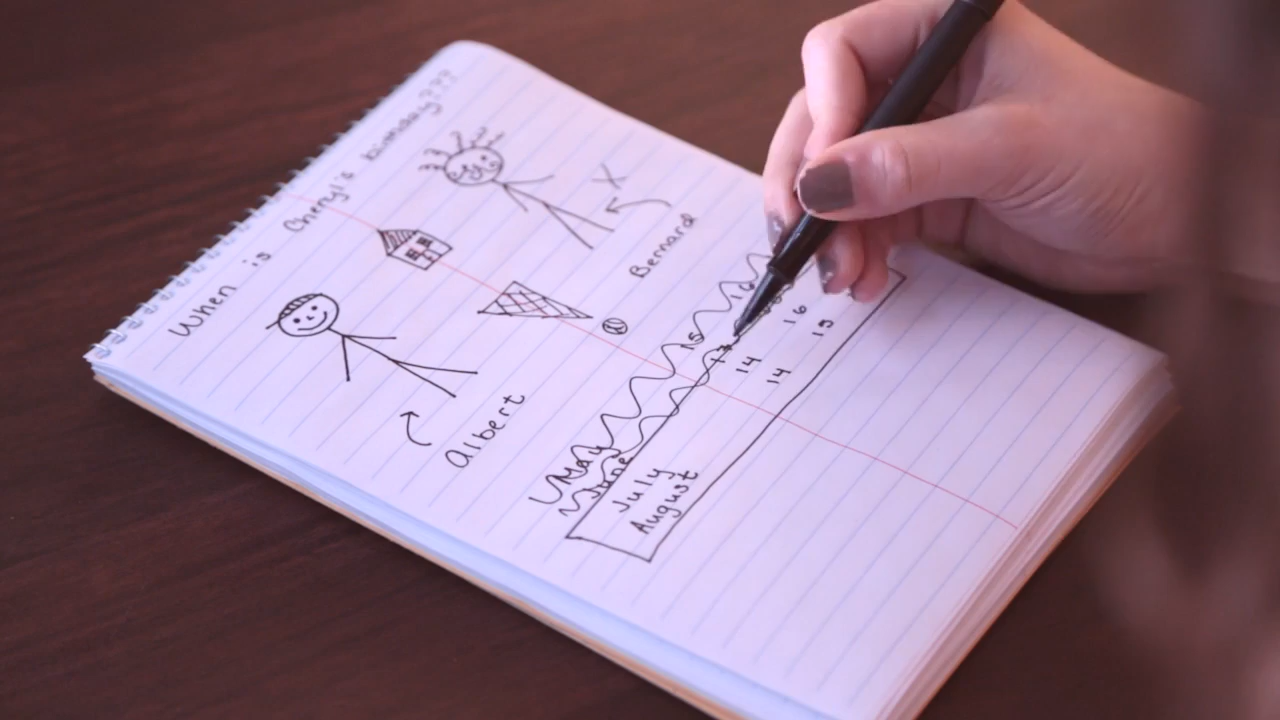 When is Cheryl's birthday???
Bernard
Albert
May 15 16
June
July 14 16
August 14 15